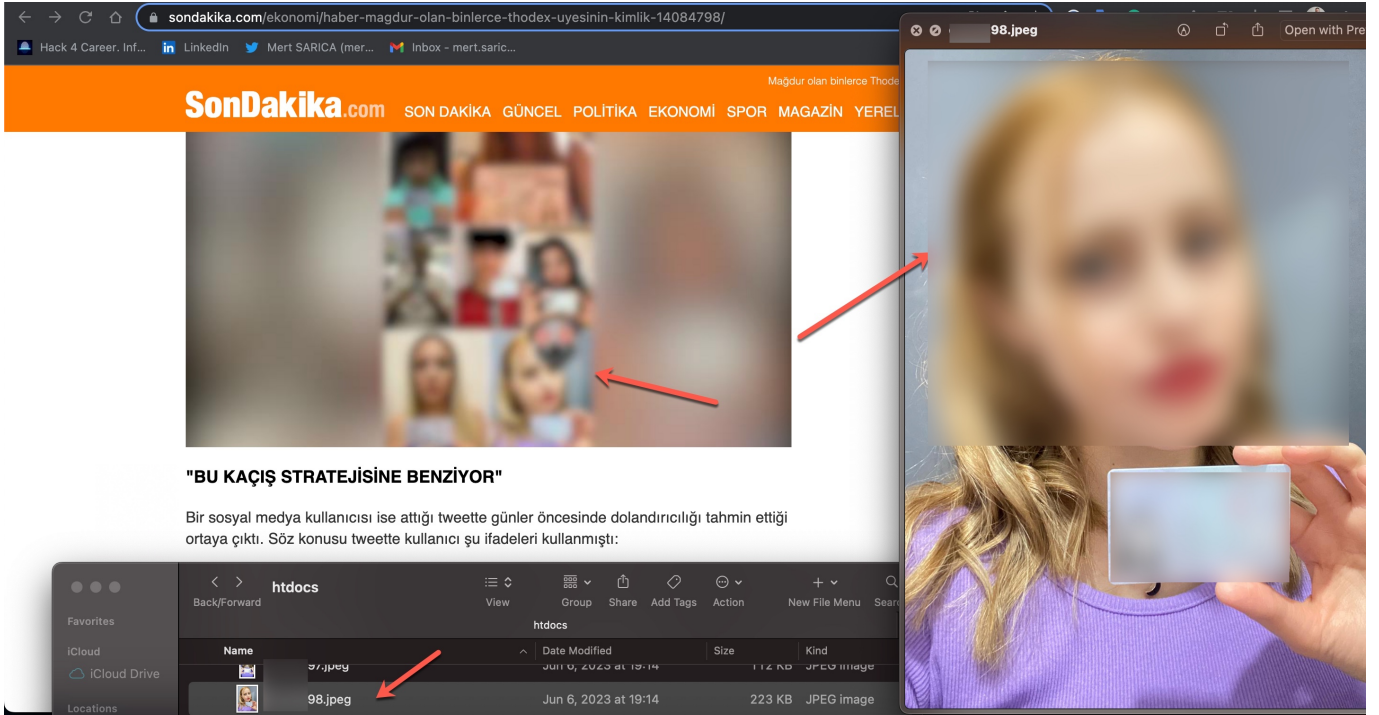 sondakika.com/ekonomi/haber-magdur-olan-binlerce-thodex-uyesinin-kimlik-14084798/
Hack 4 Career. Inf...
LinkedIn
Mert SARICA (mer...
Inbox - mert.saric...
98.jpeg
Open with Pre
Mağdur olan binlerce Thode
SonDakika.com
SON DAKİKA GÜNCEL POLİTİKA EKONOMİ SPOR MAGAZİN YEREL
"BU KAÇIŞ STRATEJİSİNE BENZİYOR"
Bir sosyal medya kullanıcısı ise attığı tweette günler öncesinde dolandırıcılığı tahmin ettiği
ortaya çıktı. Söz konusu tweette kullanıcı şu ifadeleri kullanmıştı:
htdocs
Back/Forward View Group Share Add Tags Action New File Menu Sear
htdocs
Favorites
iCloud
iCloud Drive
Locations
Name Date Modified Size Kind
97.jpeg Jun 6, 2023 at 19:14 112 KB JPEG image
98.jpeg Jun 6, 2023 at 19:14 223 KB JPEG image